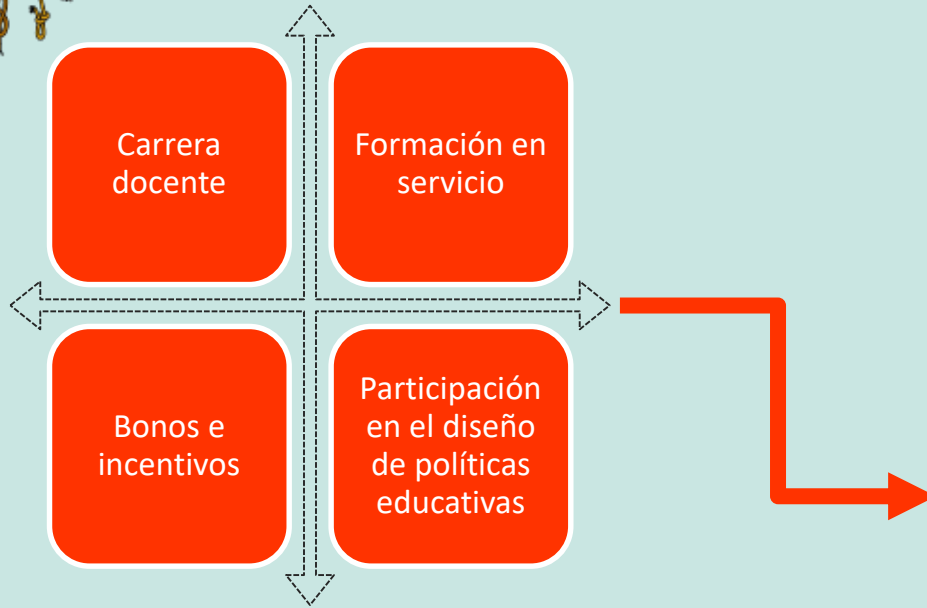 Carrera
docente
Formación en
servicio
Bonos e
incentivos
Participación
en el diseño
de políticas
educativas